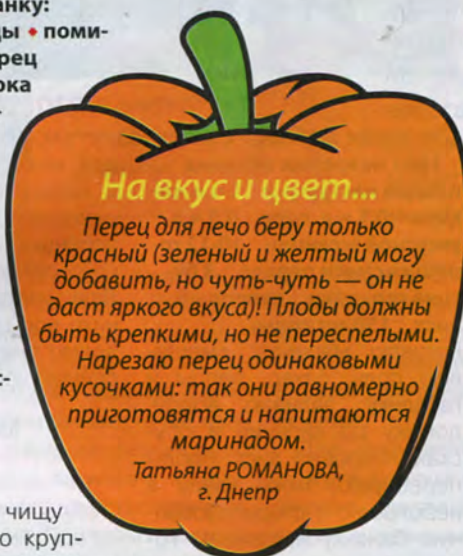 анку:
ды • поми-
рец
ока
На вкус и цвет...
Перец для лечо беру только
красный (зеленый и желтый могу
добавить, но чуть-чуть — он не
даст яркого вкуса)! Плоды должны
быть крепкими, но не переспелыми.
Нарезаю перец одинаковыми
кусочками: так они равномерно
приготовятся и напитаются
маринадом.
Татьяна РОМАНОВА,
г. Днепр
чищу
о круп-